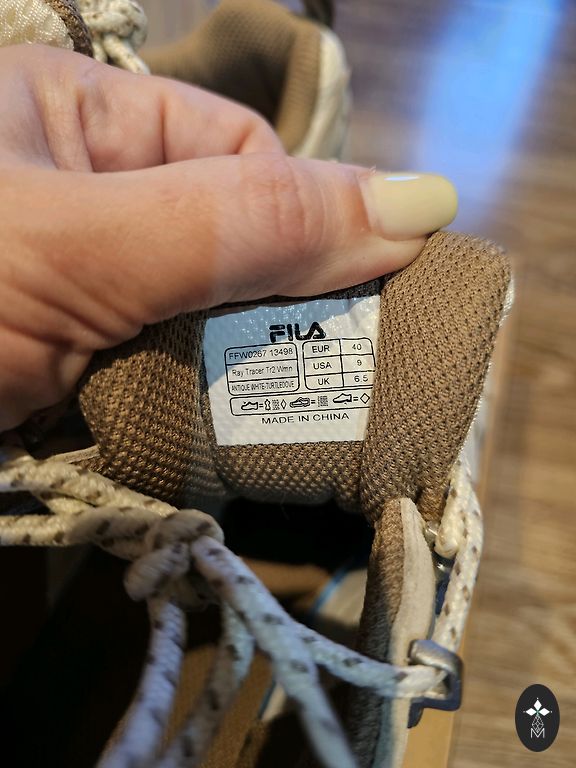 FILA
FFW0267 13498
Ray Tracer Tr2 Wmn
ANTIQUE WHITE-TURTLEDOVE
EUR 40
USA 9
UK 6.5
MADE IN CHINA
M